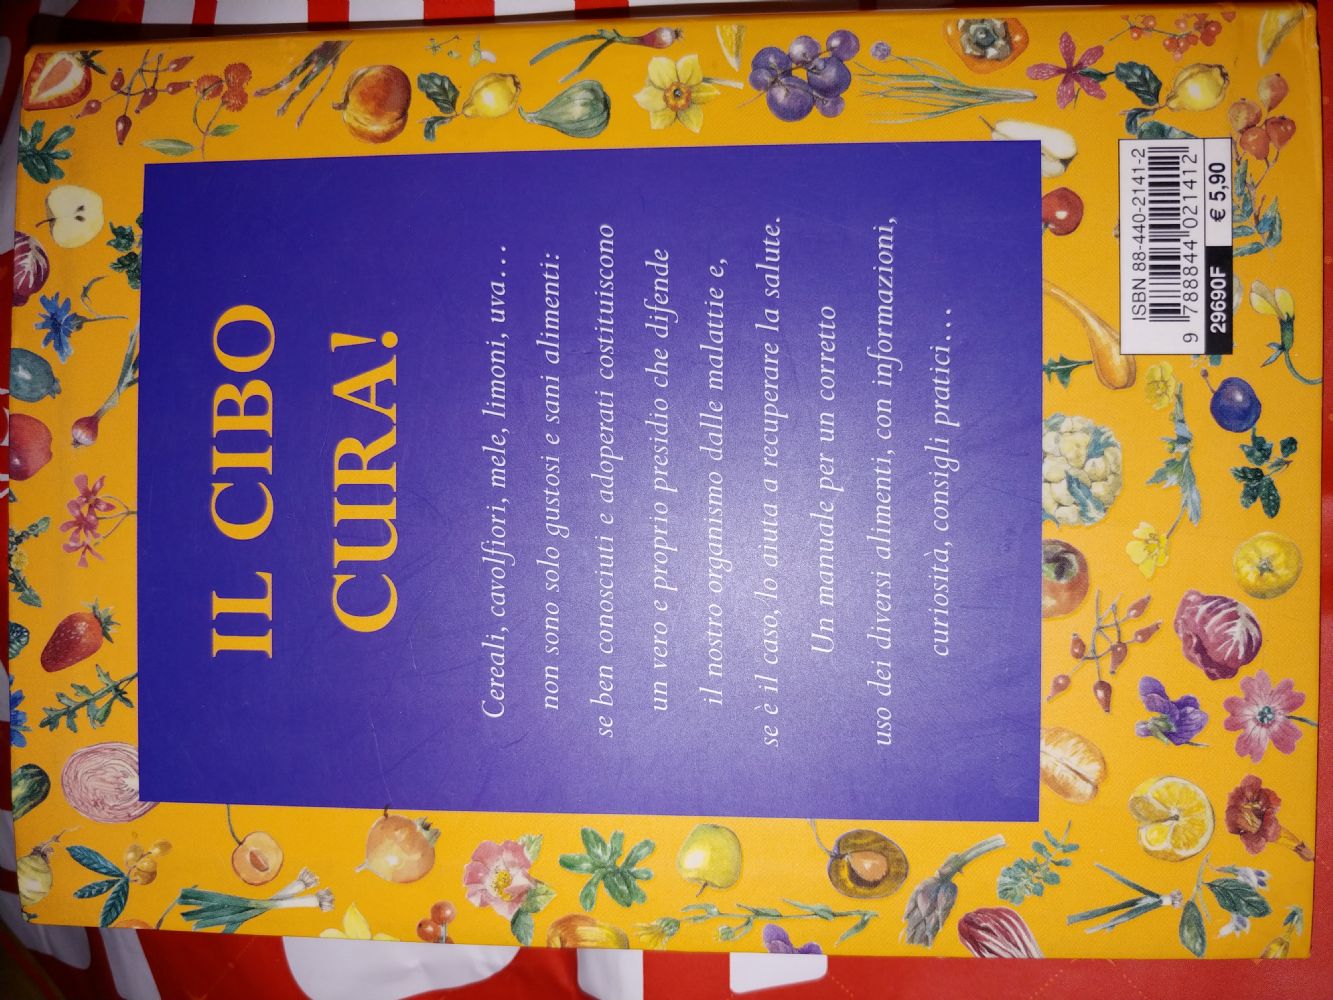 IL CIBO
CURA!
Cereali, cavolfiori, mele, limoni, uva...
non sono solo gustosi e sani alimenti:
se ben conosciuti e adoperati costituiscono
un vero e proprio presidio che difende
il nostro organismo dalle malattie e,
se è il caso, lo aiuta a recuperare la salute.
Un manuale per un corretto
uso dei diversi alimenti, con informazioni,
curiosità, consigli pratici...
ISBN 88-440-2141-2
9 788844 021412
29690F € 5,90